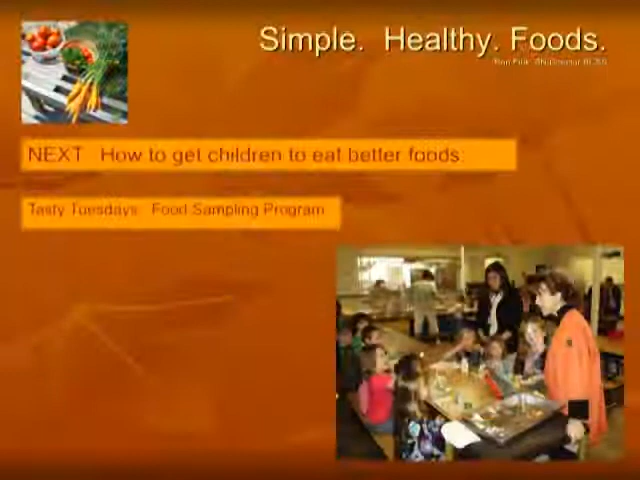 Simple. Healthy. Foods.
NEXT How to get children to eat better foods
Tasty Tuesdays: Food Sampling Program